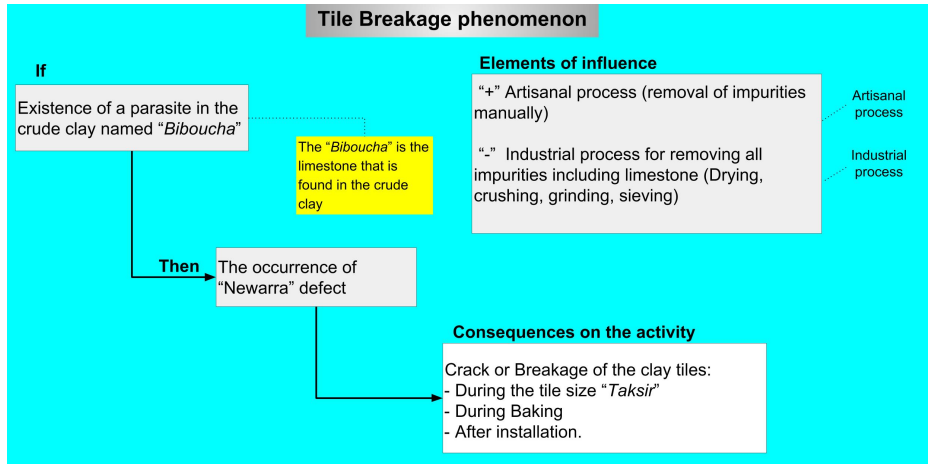 Tile Breakage phenomenon
If
Existence of a parasite in the
crude clay named “Biboucha”
The “Biboucha” is the
limestone that is
found in the crude
clay
Elements of influence
“+” Artisanal process (removal of impurities
manually)
“-”  Industrial process for removing all
impurities including limestone (Drying,
crushing, grinding, sieving)
Artisanal
process
Industrial
process
Then
The occurrence of
“Newarra” defect
Consequences on the activity
Crack or Breakage of the clay tiles:
- During the tile size “Taksir”
- During Baking
- After installation.